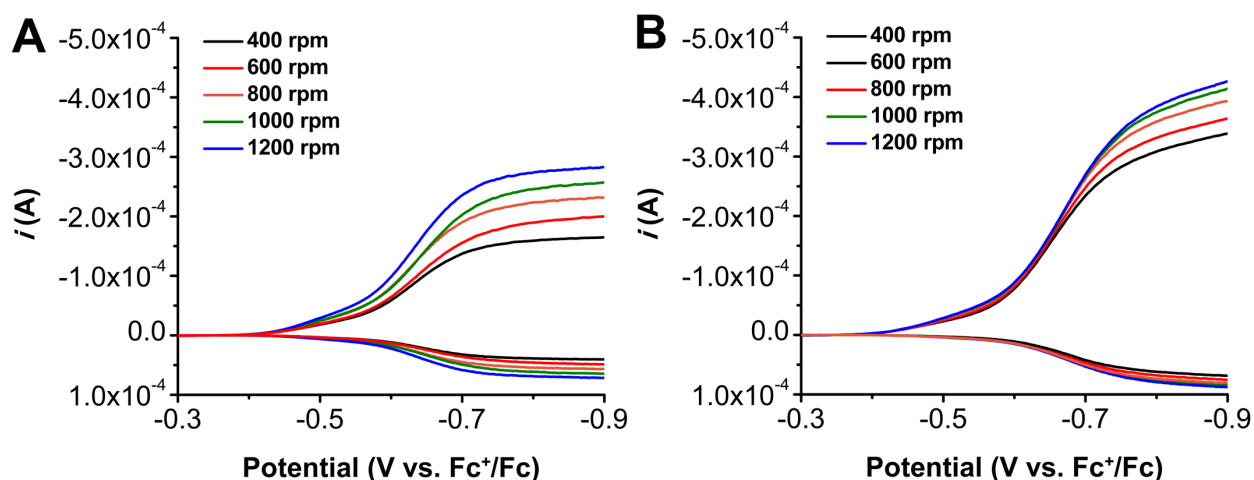 A
-5.0x10⁻⁴
-4.0x10⁻⁴
-3.0x10⁻⁴
-2.0x10⁻⁴
-1.0x10⁻⁴
0.0
1.0x10⁻⁴
i (A)
400 rpm
600 rpm
800 rpm
1000 rpm
1200 rpm
-0.3
-0.5
-0.7
-0.9
Potential (V vs. Fc⁺/Fc)
B
-5.0x10⁻⁴
-4.0x10⁻⁴
-3.0x10⁻⁴
-2.0x10⁻⁴
-1.0x10⁻⁴
0.0
1.0x10⁻⁴
i (A)
400 rpm
600 rpm
800 rpm
1000 rpm
1200 rpm
-0.3
-0.5
-0.7
-0.9
Potential (V vs. Fc⁺/Fc)